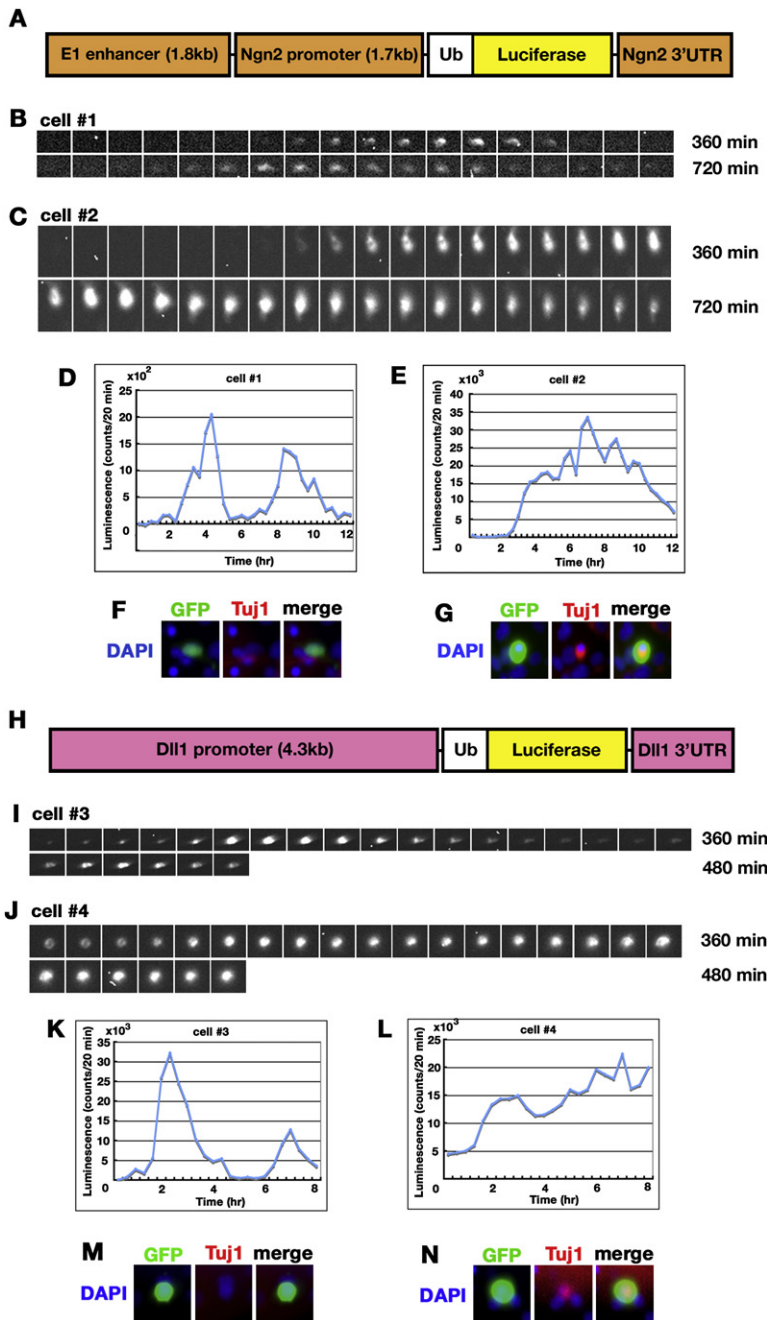 A
E1 enhancer (1.8kb) Ngn2 promoter (1.7kb) Ub Luciferase Ngn2 3'UTR
B cell #1
360 min
720 min
C cell #2
360 min
720 min
D
x10²
cell #1
Luminescence (counts/20 min)
25
20
15
10
5
0
0 2 4 6 8 10 12
Time (hr)
E
x10³
cell #2
Luminescence (counts/20 min)
40
35
30
25
20
15
10
5
0
0 2 4 6 8 10 12
Time (hr)
F
GFP Tuj1 merge
DAPI
G
GFP Tuj1 merge
DAPI
H
Dll1 promoter (4.3kb) Ub Luciferase Dll1 3'UTR
I cell #3
360 min
480 min
J cell #4
360 min
480 min
K
x10³
cell #3
Luminescence (counts/20 min)
35
30
25
20
15
10
5
0
0 2 4 6 8
Time (hr)
L
x10³
cell #4
Luminescence (counts/20 min)
25
20
15
10
5
0 2 4 6 8
Time (hr)
M
GFP Tuj1 merge
DAPI
N
GFP Tuj1 merge
DAPI